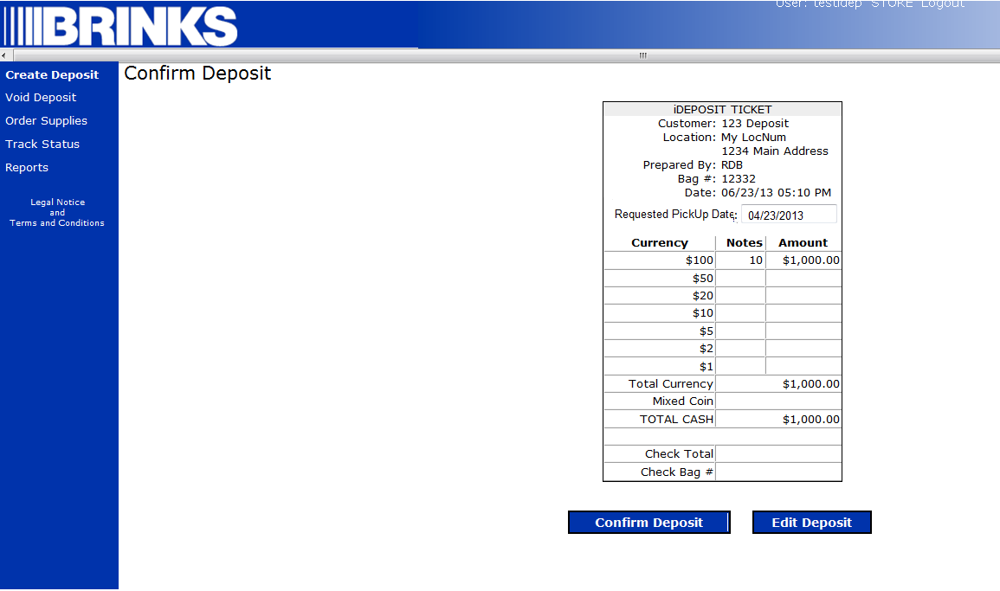 BRINKS
User: testidep STORE Logout
Create Deposit
Void Deposit
Order Supplies
Track Status
Reports
Legal Notice
and
Terms and Conditions
Confirm Deposit
iDEPOSIT TICKET
Customer: 123 Deposit
Location: My LocNum
1234 Main Address
Prepared By: RDB
Bag #: 12332
Date: 06/23/13 05:10 PM
Requested PickUp Date: 04/23/2013
Currency Notes Amount
$100 10 $1,000.00
$50
$20
$10
$5
$2
$1
Total Currency $1,000.00
Mixed Coin
TOTAL CASH $1,000.00
Check Total
Check Bag #
Confirm Deposit Edit Deposit